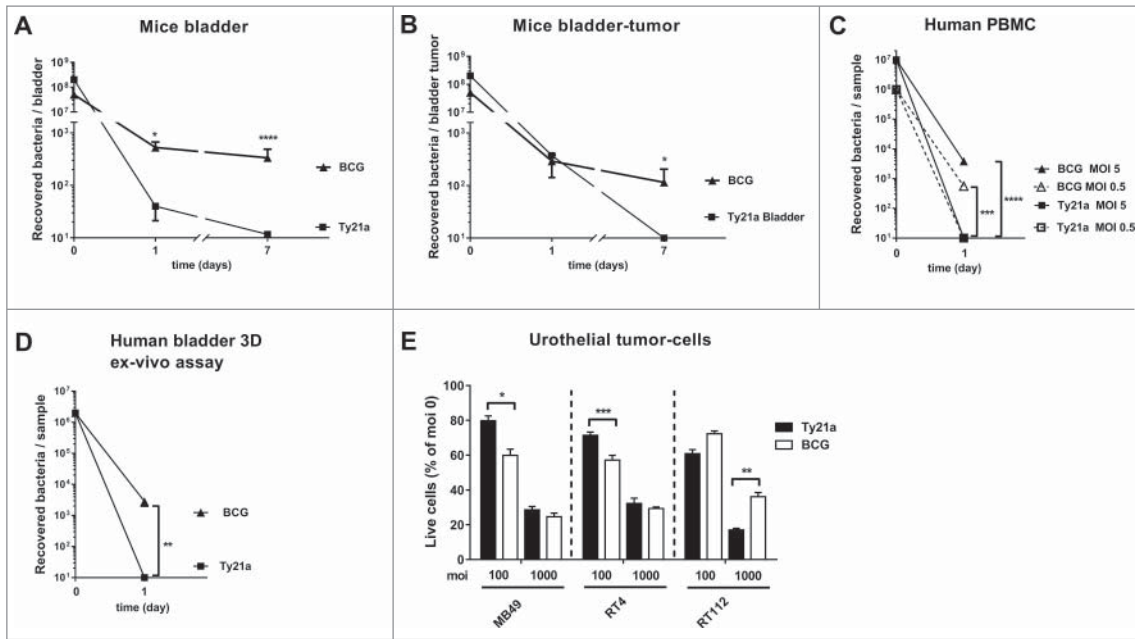 A
Mice bladder
Recovered bacteria / bladder
10⁹
10⁸
10⁷
10³
10²
10¹
*
****
BCG
Ty21a
0
1
7
time (days)
B
Mice bladder-tumor
Recovered bacteria / bladder tumor
10⁹
10⁸
10⁷
10³
10²
10¹
*
BCG
Ty21a Bladder
0
1
7
time (days)
C
Human PBMC
Recovered bacteria / sample
10⁷
10⁶
10⁵
10⁴
10³
10²
10¹
***
****
BCG MOI 5
BCG MOI 0.5
Ty21a MOI 5
Ty21a MOI 0.5
0
1
time (day)
D
Human bladder 3D
ex-vivo assay
Recovered bacteria / sample
10⁷
10⁶
10⁵
10⁴
10³
10²
10¹
**
BCG
Ty21a
0
1
time (day)
E
Urothelial tumor-cells
Live cells (% of moi 0)
100
80
60
40
20
0
*
***
**
Ty21a
BCG
moi 100 1000 100 1000 100 1000
MB49 RT4 RT112